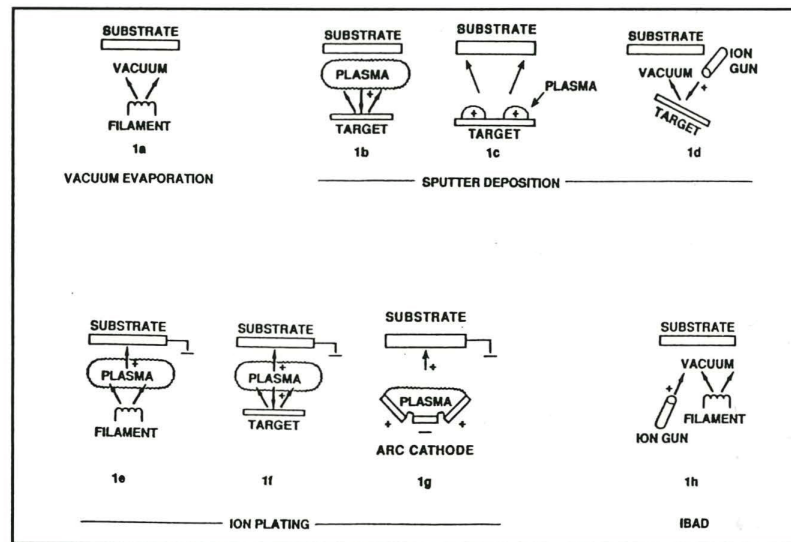 SUBSTRATE
VACUUM
FILAMENT
1a
VACUUM EVAPORATION
SUBSTRATE
PLASMA
+
TARGET
1b
SUBSTRATE
PLASMA
+ +
TARGET
1c
SUBSTRATE
ION
GUN
VACUUM
+
TARGET
1d
SPUTTER DEPOSITION
SUBSTRATE
+
PLASMA
FILAMENT
1e
SUBSTRATE
+
PLASMA
+
TARGET
1f
SUBSTRATE
+
PLASMA
+ − +
ARC CATHODE
1g
ION PLATING
SUBSTRATE
VACUUM
+
FILAMENT
ION GUN
1h
IBAD